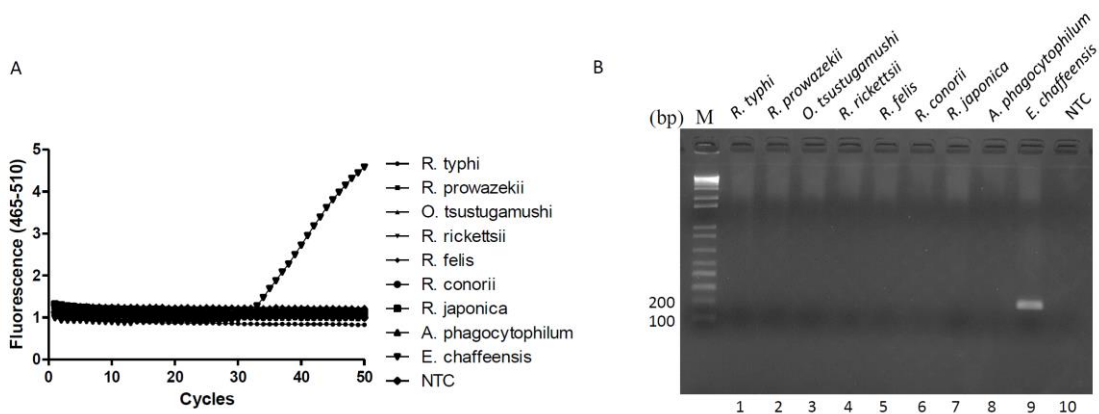 A
Fluorescence (465-510)
5
4
3
2
1
0
0
10
20
30
40
50
Cycles
R. typhi
R. prowazekii
O. tsustugamushi
R. rickettsii
R. felis
R. conorii
R. japonica
A. phagocytophilum
E. chaffeensis
NTC
B
(bp)
M
R. typhi
R. prowazekii
O. tsustugamushi
R. rickettsii
R. felis
R. conorii
R. japonica
A. phagocytophilum
E. chaffeensis
NTC
200
100
1 2 3 4 5 6 7 8 9 10